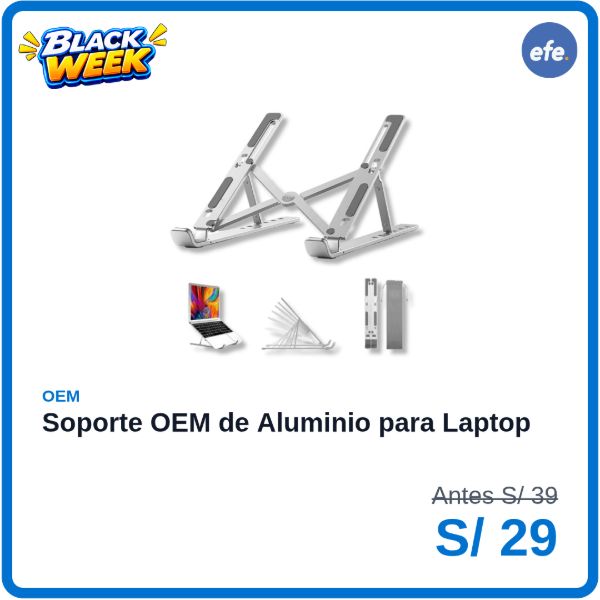 BLACK
WEEK
efe.
OEM
Soporte OEM de Aluminio para Laptop
Antes S/ 39
S/ 29